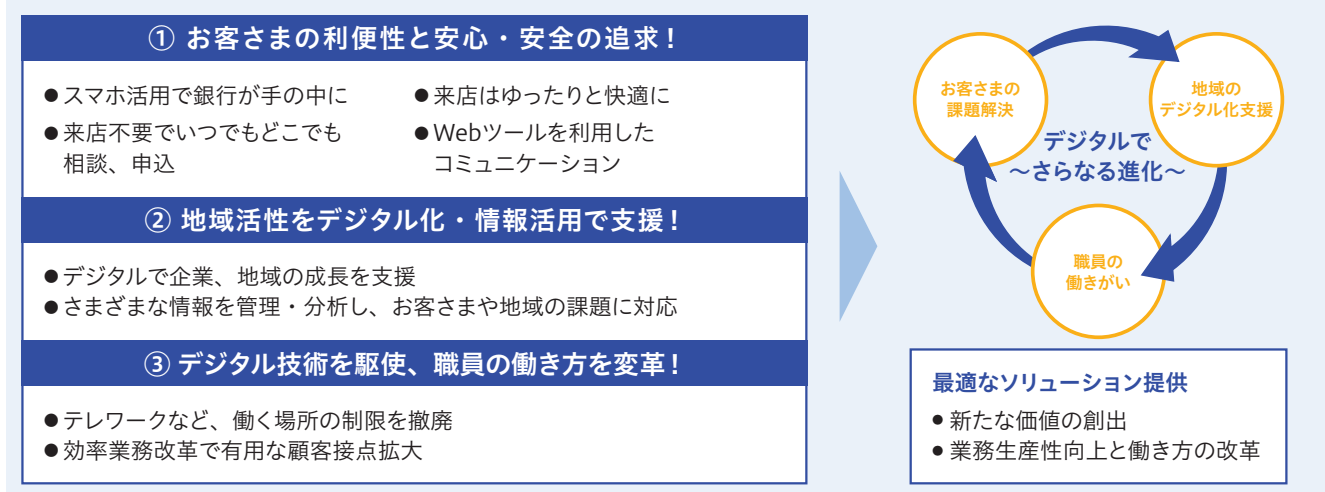 ① お客さまの利便性と安心・安全の追求！
●スマホ活用で銀行が手の中に
●来店不要でいつでもどこでも
相談、申込
●来店はゆったりと快適に
●Webツールを利用した
コミュニケーション
② 地域活性をデジタル化・情報活用で支援！
●デジタルで企業、地域の成長を支援
●さまざまな情報を管理・分析し、お客さまや地域の課題に対応
③ デジタル技術を駆使、職員の働き方を変革！
●テレワークなど、働く場所の制限を撤廃
●効率業務改革で有用な顧客接点拡大
お客さまの
課題解決
地域の
デジタル化支援
デジタルで
～さらなる進化～
職員の
働きがい
最適なソリューション提供
●新たな価値の創出
●業務生産性向上と働き方の改革